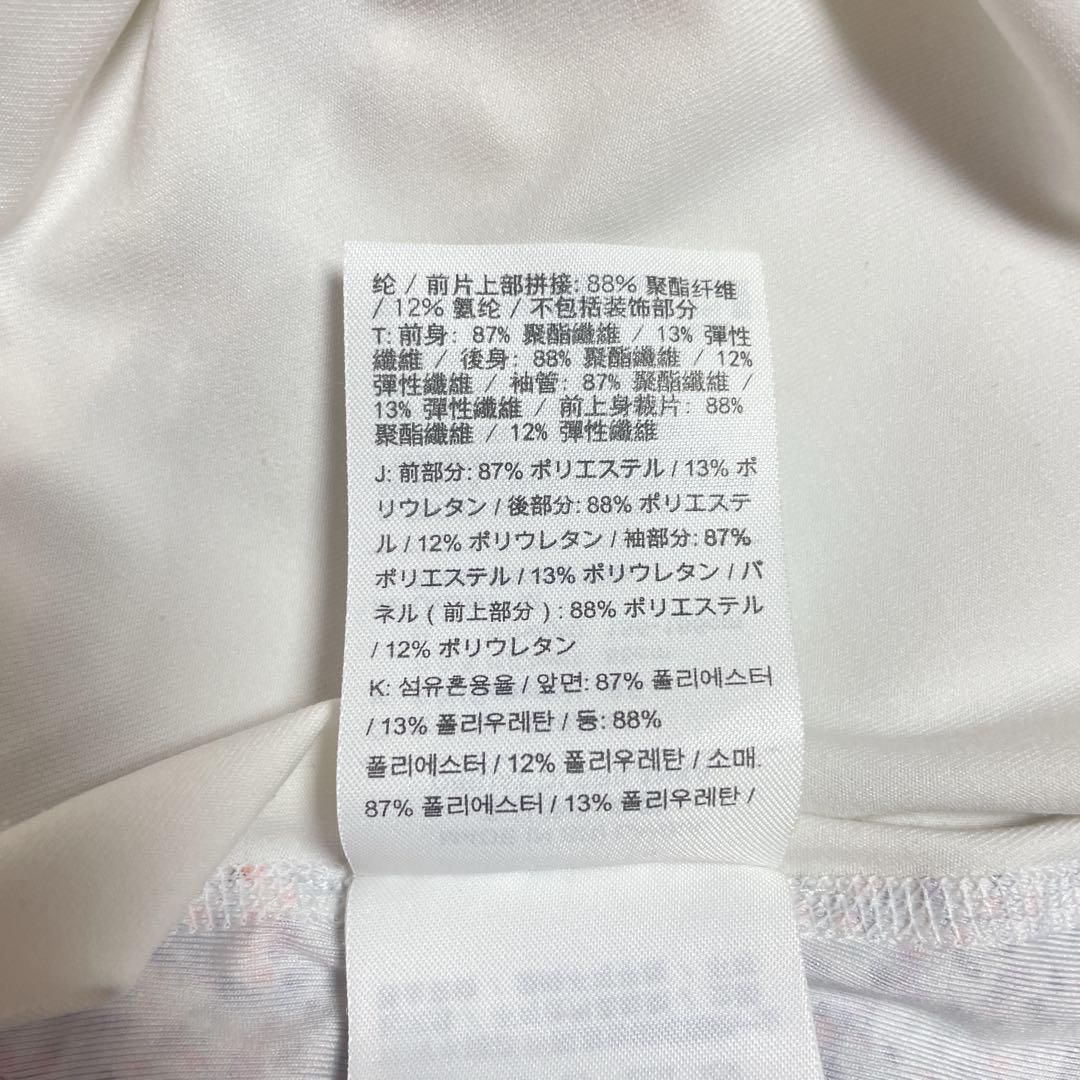 纶 / 前片上部拼接: 88% 聚酯纤维
/ 12% 氨纶 / 不包括装饰部分
T: 前身: 87% 聚酯纖維 / 13% 彈性
纖維 / 後身: 88% 聚酯纖維 / 12%
彈性纖維 / 袖管: 87% 聚酯纖維 /
13% 彈性纖維 / 前上身裁片: 88%
聚酯纖維 / 12% 彈性纖維
J: 前部分: 87% ポリエステル / 13% ポ
リウレタン / 後部分: 88% ポリエステ
ル / 12% ポリウレタン / 袖部分: 87%
ポリエステル / 13% ポリウレタン / パ
ネル ( 前上部分 ) : 88% ポリエステル
/ 12% ポリウレタン
K: 섬유혼용율 / 앞면: 87% 폴리에스터
/ 13% 폴리우레탄 / 등: 88%
폴리에스터 / 12% 폴리우레탄 / 소매.
87% 폴리에스터 / 13% 폴리우레탄 /